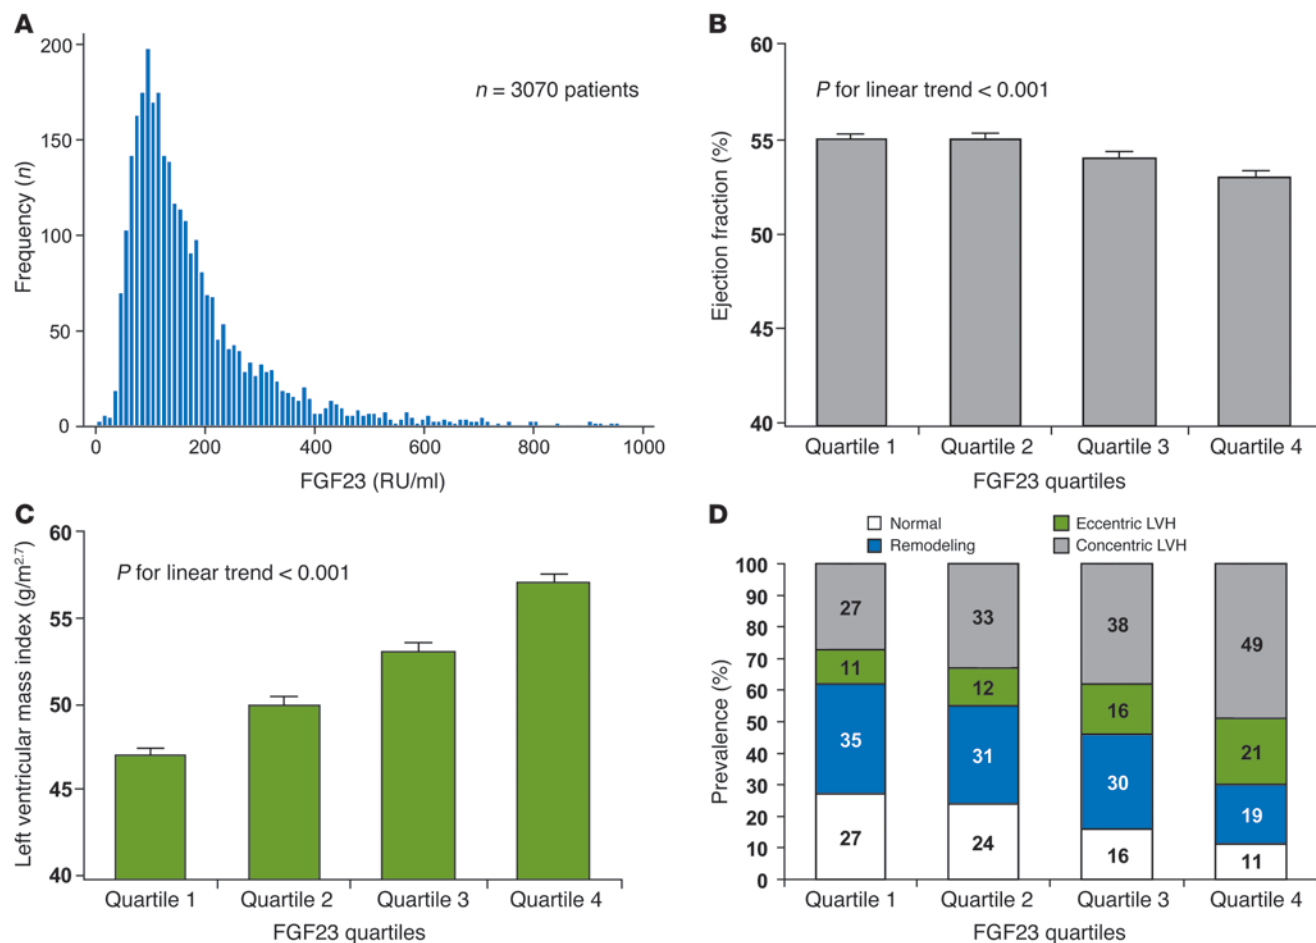 A
Frequency (n)
200
150
100
50
0
n = 3070 patients
0 200 400 600 800 1000
FGF23 (RU/ml)
B
Ejection fraction (%)
60
55
50
45
40
P for linear trend < 0.001
Quartile 1 Quartile 2 Quartile 3 Quartile 4
FGF23 quartiles
C
Left ventricular mass index (g/m2.7)
60
55
50
45
40
P for linear trend < 0.001
Quartile 1 Quartile 2 Quartile 3 Quartile 4
FGF23 quartiles
D
Normal Eccentric LVH
Remodeling Concentric LVH
Prevalence (%)
100
90
80
70
60
50
40
30
20
10
0
27 33 38 49
11 12 16 21
35 31 30 19
27 24 16 11
Quartile 1 Quartile 2 Quartile 3 Quartile 4
FGF23 quartiles